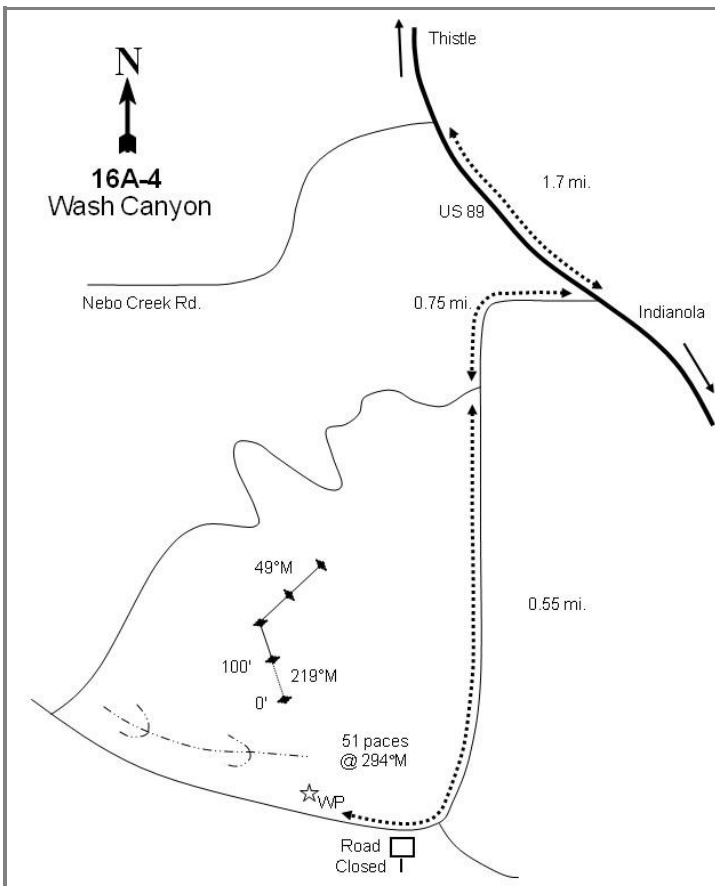 Thistle
N
16A-4
Wash Canyon
1.7 mi.
US 89
Nebo Creek Rd.
0.75 mi.
Indianola
49°M
0.55 mi.
100'
219°M
0'
51 paces
@ 294°M
WP
Road
Closed